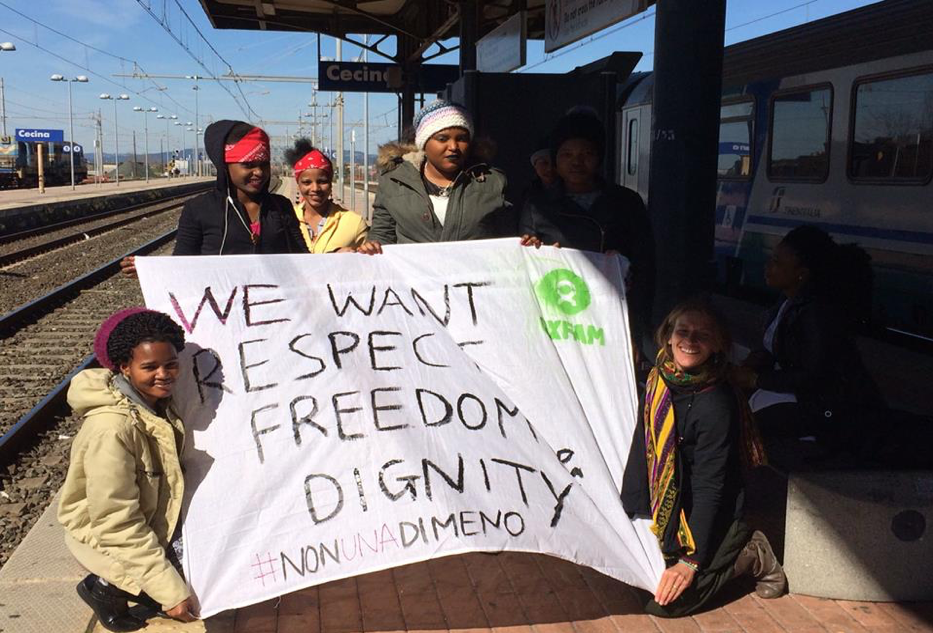 Cecina
Cecina
WE WANT
RESPECT
FREEDOM
& DIGNITY
#NONUNADIMENO
OXFAM
TRENITALIA